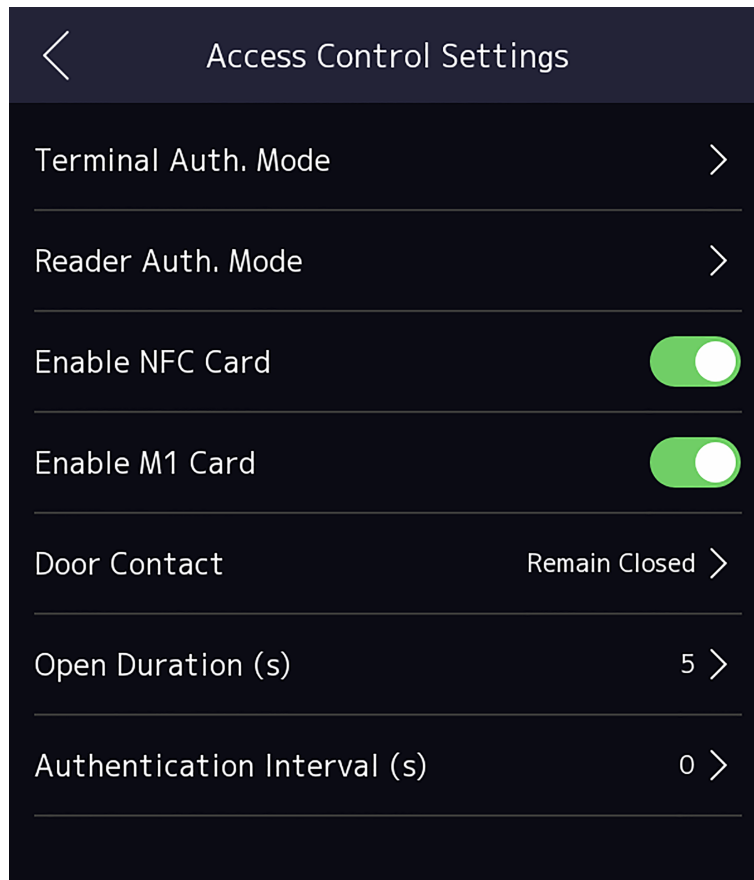 Access Control Settings
Terminal Auth. Mode
Reader Auth. Mode
Enable NFC Card
Enable M1 Card
Door Contact Remain Closed
Open Duration (s) 5
Authentication Interval (s) 0